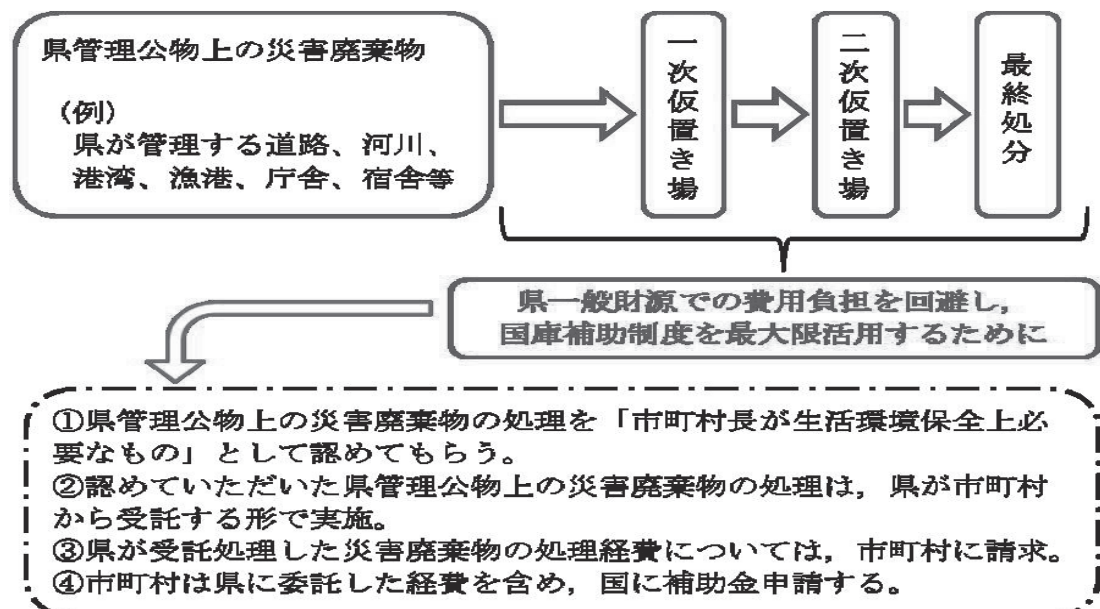 県管理公物上の災害廃棄物
(例)
県が管理する道路、河川、
港湾、漁港、庁舎、宿舎等
一次仮置き場
二次仮置き場
最終処分
県一般財源での費用負担を回避し，
国庫補助制度を最大限活用するために
①県管理公物上の災害廃棄物の処理を「市町村長が生活環境保全上必
要なもの」として認めてもらう。
②認めていただいた県管理公物上の災害廃棄物の処理は，県が市町村
から受託する形で実施。
③県が受託処理した災害廃棄物の処理経費については，市町村に請求。
④市町村は県に委託した経費を含め，国に補助金申請する。